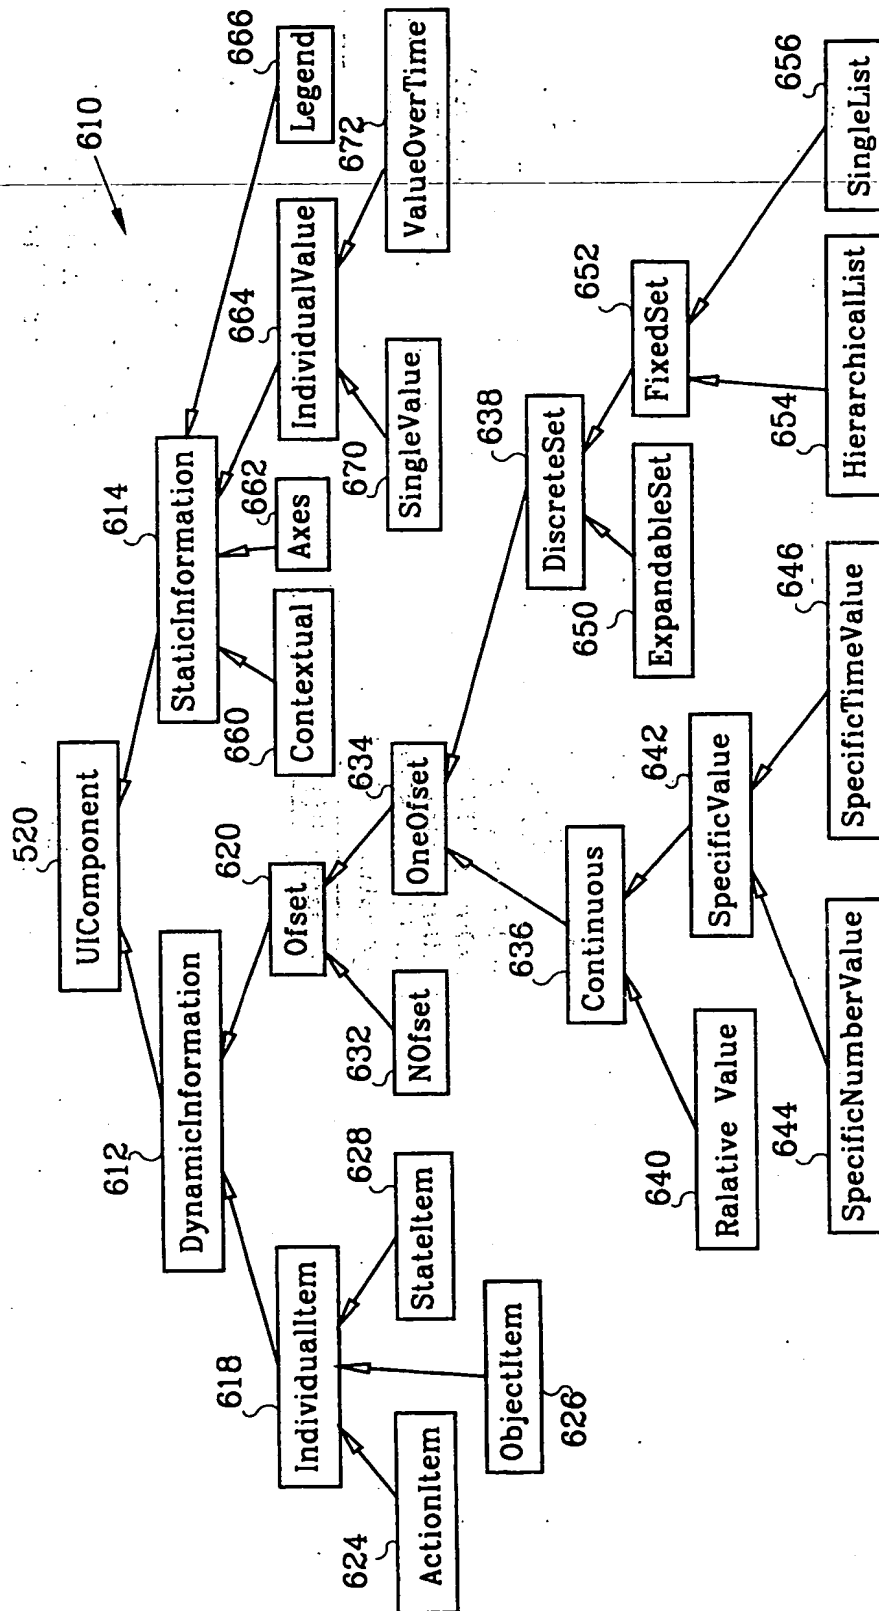 610
520
UIComponent
612
DynamicInformation
614
StaticInformation
618
IndividualItem
620
Ofset
660
Contextual
662
Axes
664
IndividualValue
666
Legend
624
ActionItem
628
StateItem
632
NOfset
634
OneOfset
670
SingleValue
672
ValueOverTime
ObjectItem
626
636
Continuous
638
DiscreteSet
650
ExpandableSet
652
FixedSet
640
Ralative Value
642
SpecificValue
644
SpecificNumberValue
646
SpecificTimeValue
654
HierarchicalList
656
SingleList